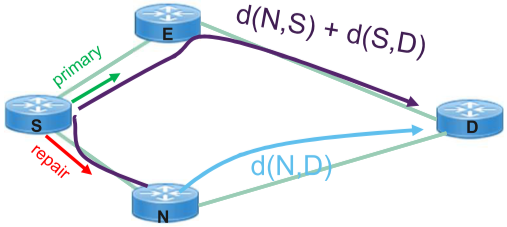 E
d(N,S) + d(S,D)
primary
S
D
repair
d(N,D)
N